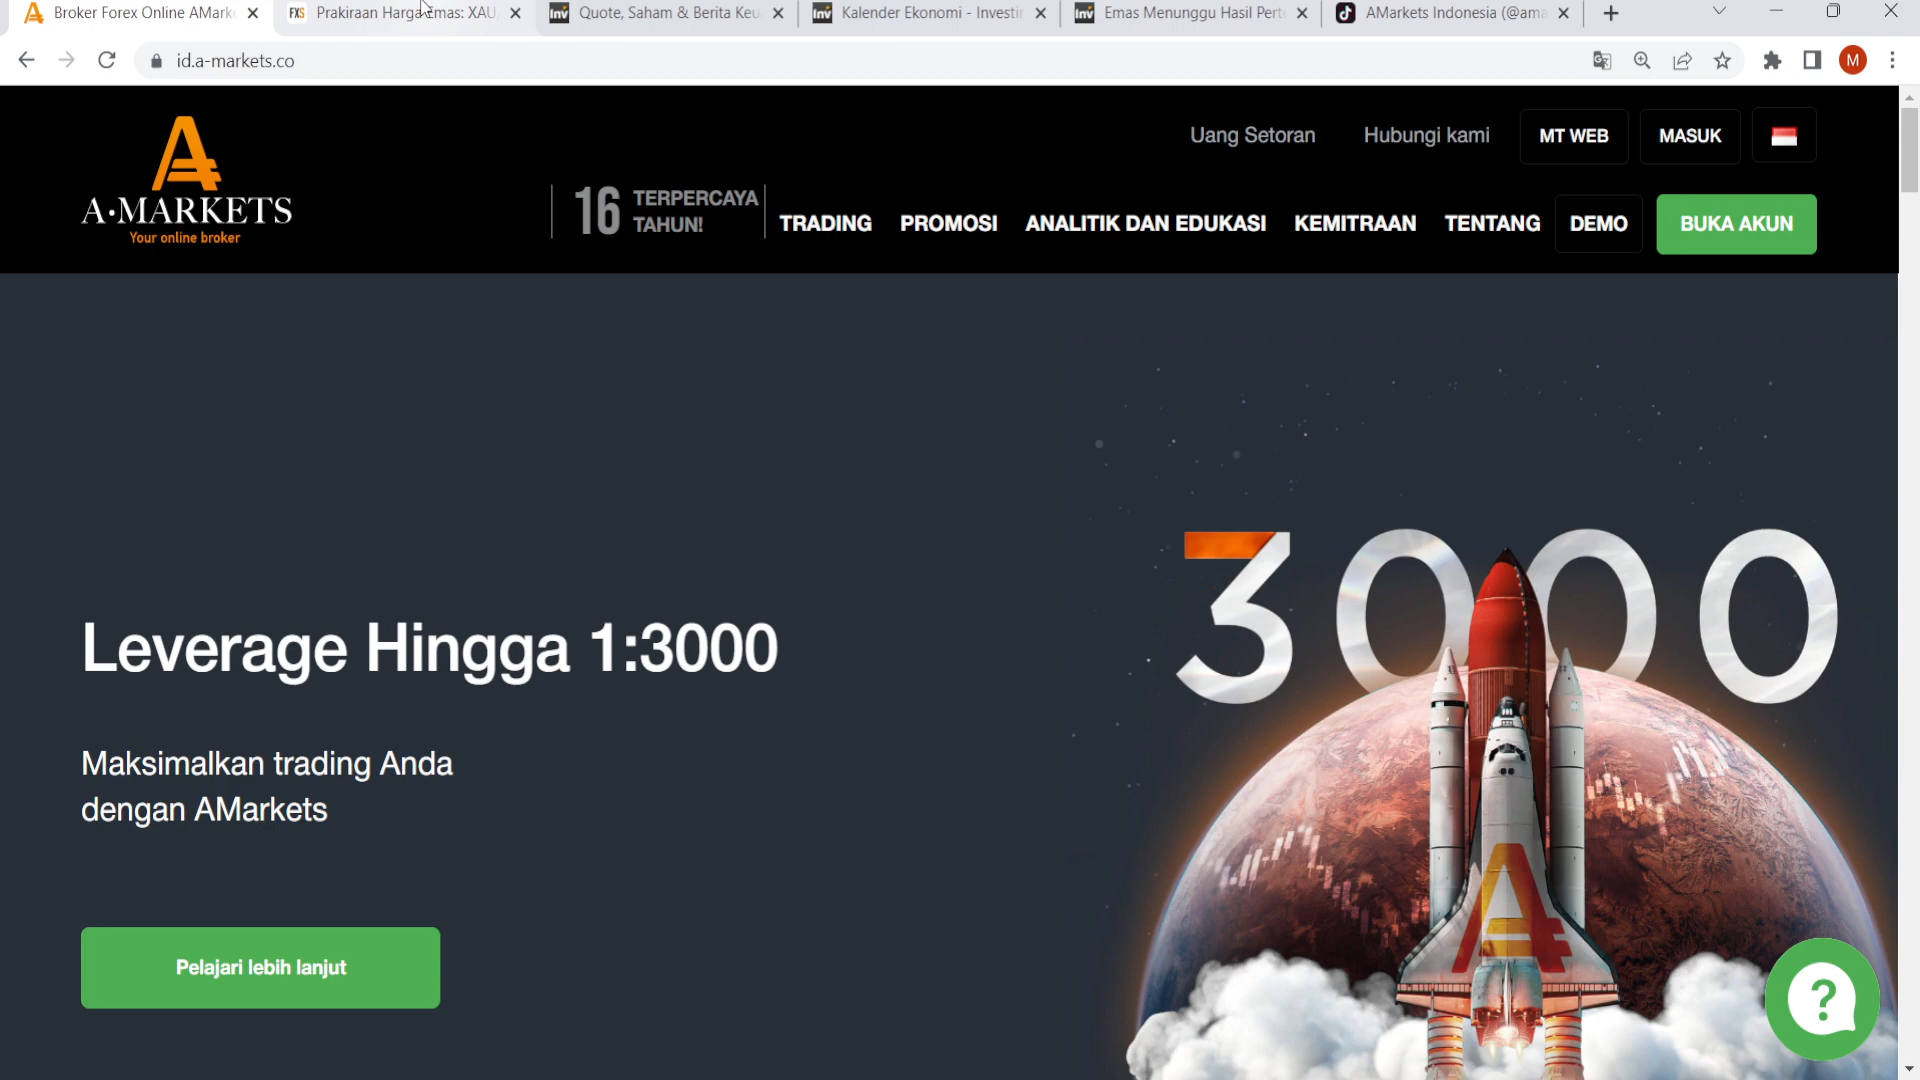 Broker Forex Online AMark
Prakiraan Harga Emas: XAU
Quote, Saham & Berita Keu
Kalender Ekonomi - Investin
Emas Menunggu Hasil Perte
AMarkets Indonesia (@ama
id.a-markets.co
M
A·MARKETS
Your online broker
Uang Setoran
Hubungi kami
MT WEB
MASUK
16 TERPERCAYA
TAHUN!
TRADING
PROMOSI
ANALITIK DAN EDUKASI
KEMITRAAN
TENTANG
DEMO
BUKA AKUN
3000
Leverage Hingga 1:3000
Maksimalkan trading Anda
dengan AMarkets
Pelajari lebih lanjut
?